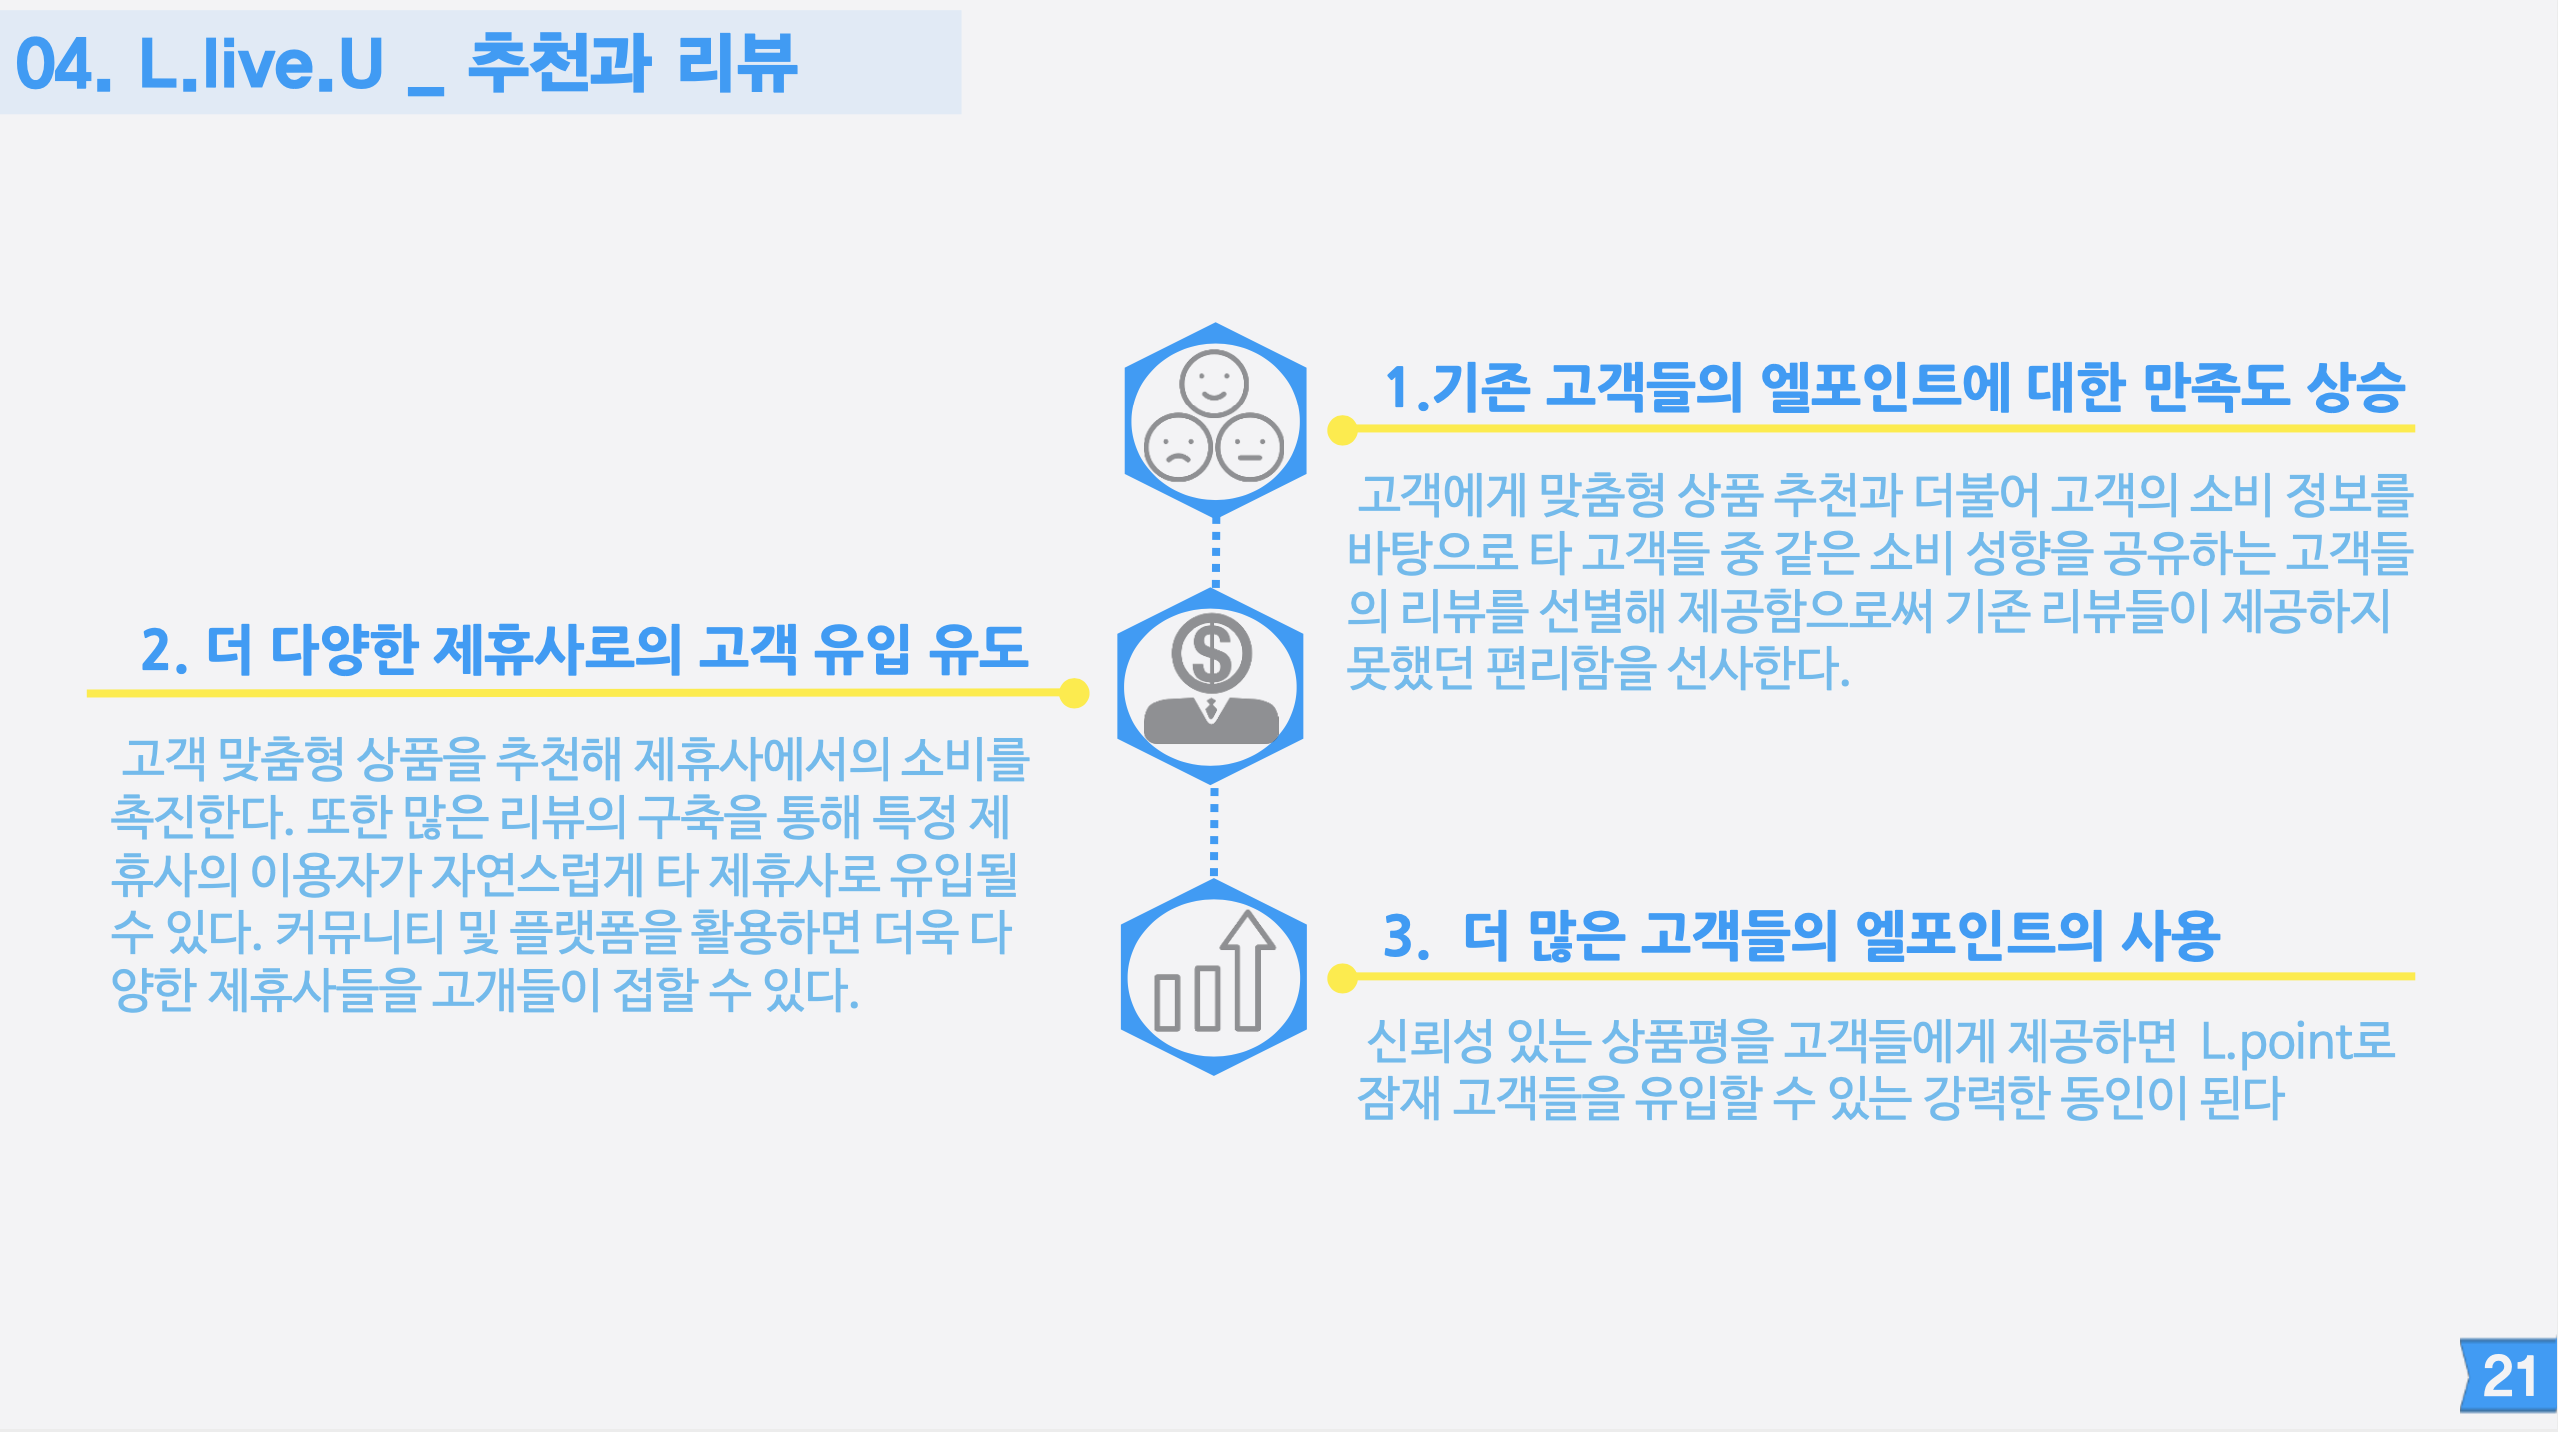 04. L.live.U _ 추천과 리뷰
1.기존 고객들의 엘포인트에 대한 만족도 상승
고객에게 맞춤형 상품 추천과 더불어 고객의 소비 정보를
바탕으로 타 고객들 중 같은 소비 성향을 공유하는 고객들
의 리뷰를 선별해 제공함으로써 기존 리뷰들이 제공하지
못했던 편리함을 선사한다.
$
2. 더 다양한 제휴사로의 고객 유입 유도
고객 맞춤형 상품을 추천해 제휴사에서의 소비를
촉진한다. 또한 많은 리뷰의 구축을 통해 특정 제
휴사의 이용자가 자연스럽게 타 제휴사로 유입될
수 있다. 커뮤니티 및 플랫폼을 활용하면 더욱 다
양한 제휴사들을 고개들이 접할 수 있다.
3. 더 많은 고객들의 엘포인트의 사용
신뢰성 있는 상품평을 고객들에게 제공하면 L.point로
잠재 고객들을 유입할 수 있는 강력한 동인이 된다
21